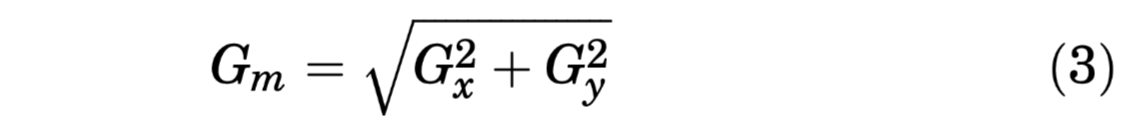 $G_m = \sqrt{G_x^2 + G_y^2}$ (3)